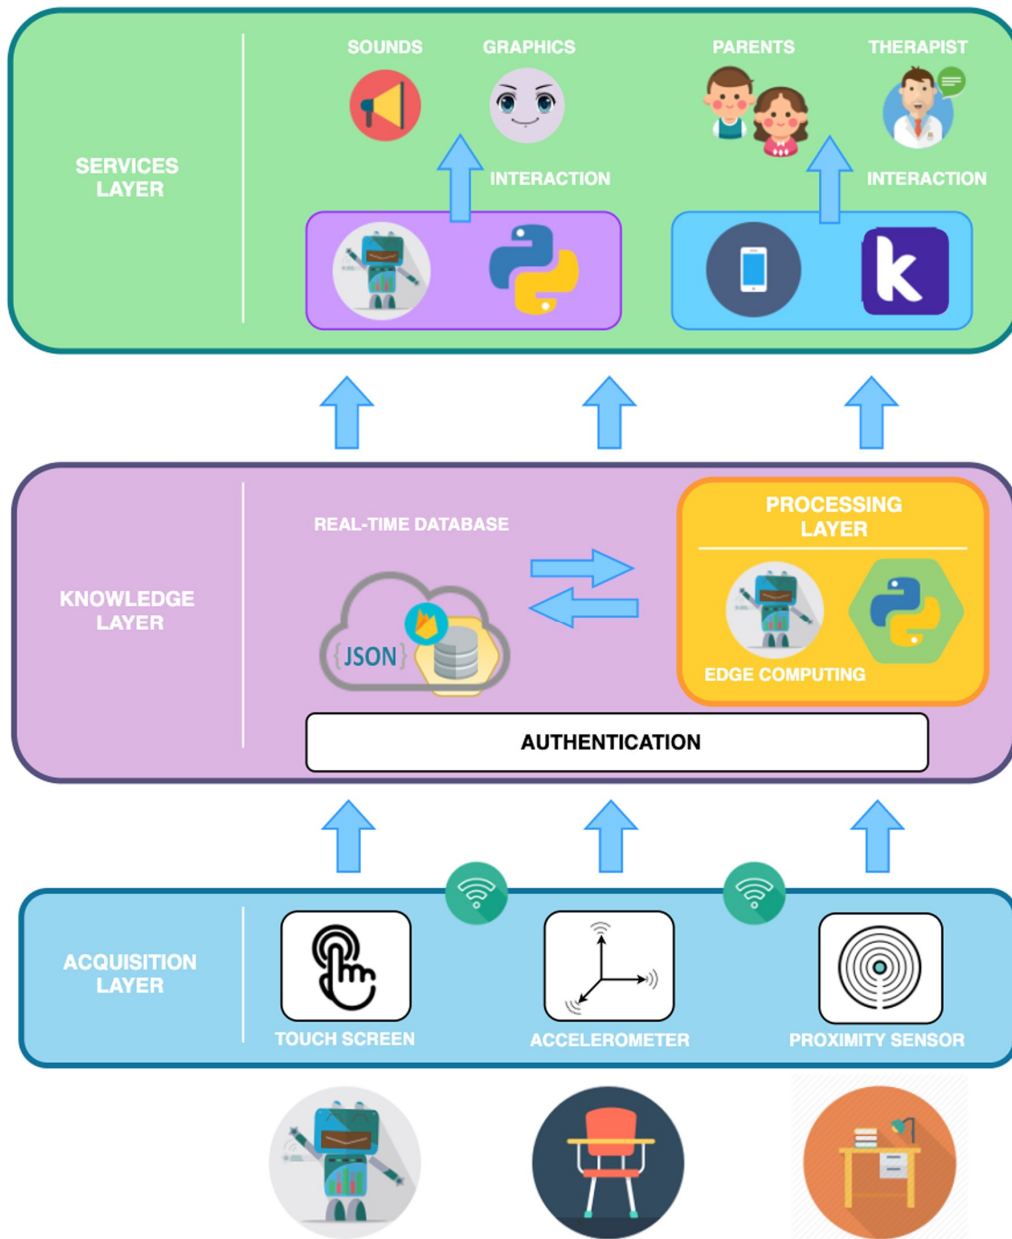 SOUNDS
GRAPHICS
PARENTS
THERAPIST
SERVICES
LAYER
INTERACTION
INTERACTION
k
REAL-TIME DATABASE
PROCESSING
LAYER
KNOWLEDGE
LAYER
{JSON}
EDGE COMPUTING
AUTHENTICATION
ACQUISITION
LAYER
TOUCH SCREEN
ACCELEROMETER
PROXIMITY SENSOR